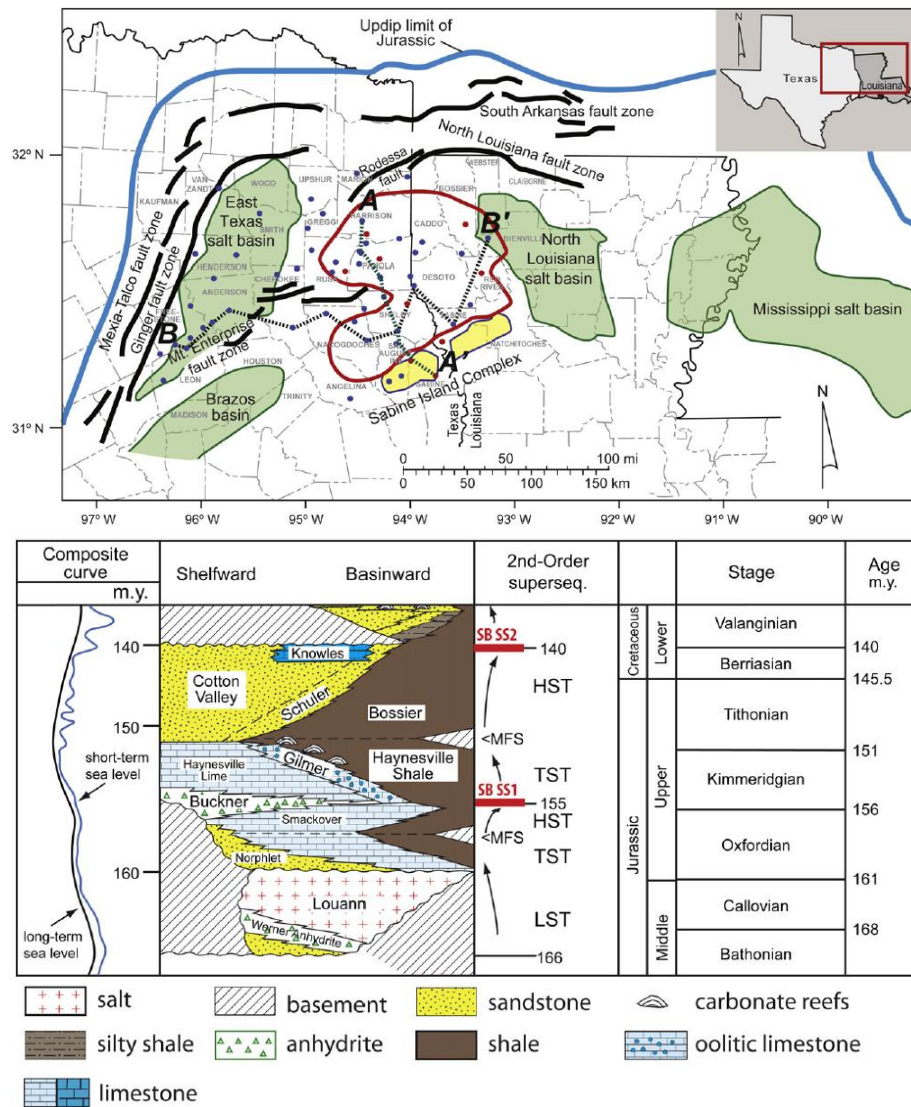 Updip limit of
Jurassic
N
Texas
Louisiana
South Arkansas fault zone
North Louisiana fault zone
Rodessa
fault
32° N
31° N
VAN
ZANDT
WOOD
UPSHUR
MARION
WEBSTER
CLAIBORNE
BOSSIER
KAUFMAN
East
Texas
salt basin
SMITH
GREGG
HARRISON
CADDO
BIENVILLE
A
B'
North
Louisiana
salt basin
HENDERSON
CHEROKEE
RUSK
PANOLA
DESOTO
RED
RIVER
ANDERSON
Mexia-Talco fault zone
Ginger fault zone
Mississippi salt basin
B
FREE-
STONE
Mt. Enterprise
fault zone
SHELBY
SABINE
NACOGDOCHES
SAN
AUGUS
NATCHITOCHES
LEON
HOUSTON
ANGELINA
SABINE
A'
Sabine Island Complex
Brazos
basin
TRINITY
MADISON
Texas
Louisiana
0 50 100 mi
0 50 100 150 km
N
97°W 96°W 95°W 94°W 93°W 92°W 91°W 90°W
Composite
curve
m.y.
Shelfward Basinward
2nd-Order
superseq.
Stage
Age
m.y.
140
150
160
short-term
sea level
long-term
sea level
Knowles
Cotton
Valley
Schuler
Bossier
Haynesville
Lime
Gilmer
Haynesville
Shale
Buckner
Smackover
Norphlet
Louann
Werner Anhydrite
SB SS2
140
HST
<MFS
TST
SB SS1
155
HST
<MFS
TST
LST
166
Cretaceous
Lower
Jurassic
Upper
Middle
Valanginian
Berriasian
Tithonian
Kimmeridgian
Oxfordian
Callovian
Bathonian
140
145.5
151
156
161
168
salt
basement
sandstone
carbonate reefs
silty shale
anhydrite
shale
oolitic limestone
limestone